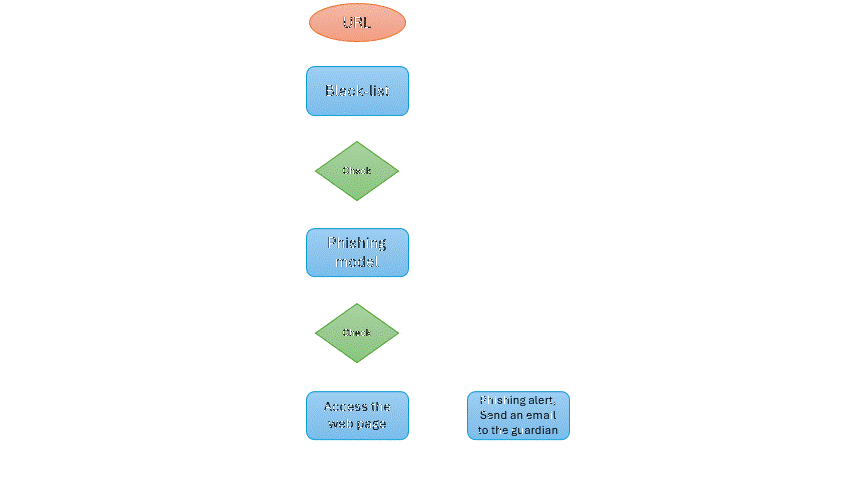 URL
Black-list
Check
Phishing
model
Check
Access the
web page
Phishing alert,
Send an email
to the guardian